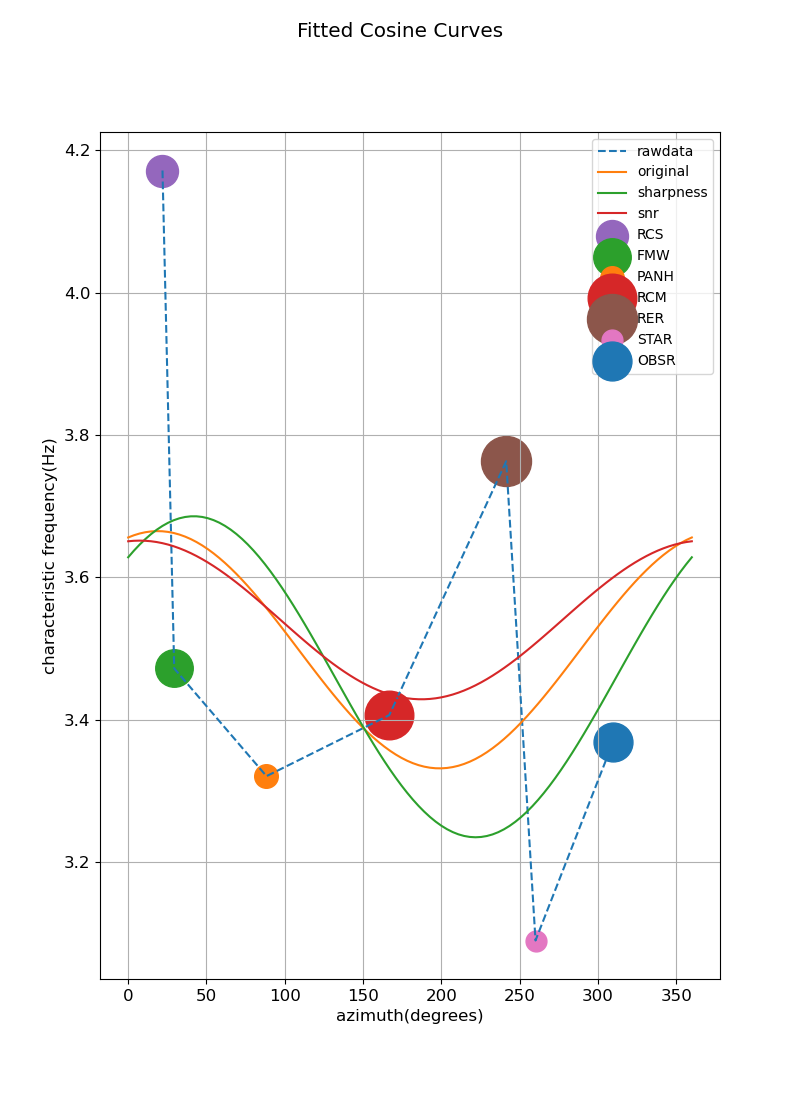 Fitted Cosine Curves
4.2
4.0
3.8
3.6
3.4
3.2
characteristic frequency(Hz)
rawdata
original
sharpness
snr
RCS
FMW
PANH
RCM
RER
STAR
OBSR
0 50 100 150 200 250 300 350
azimuth(degrees)